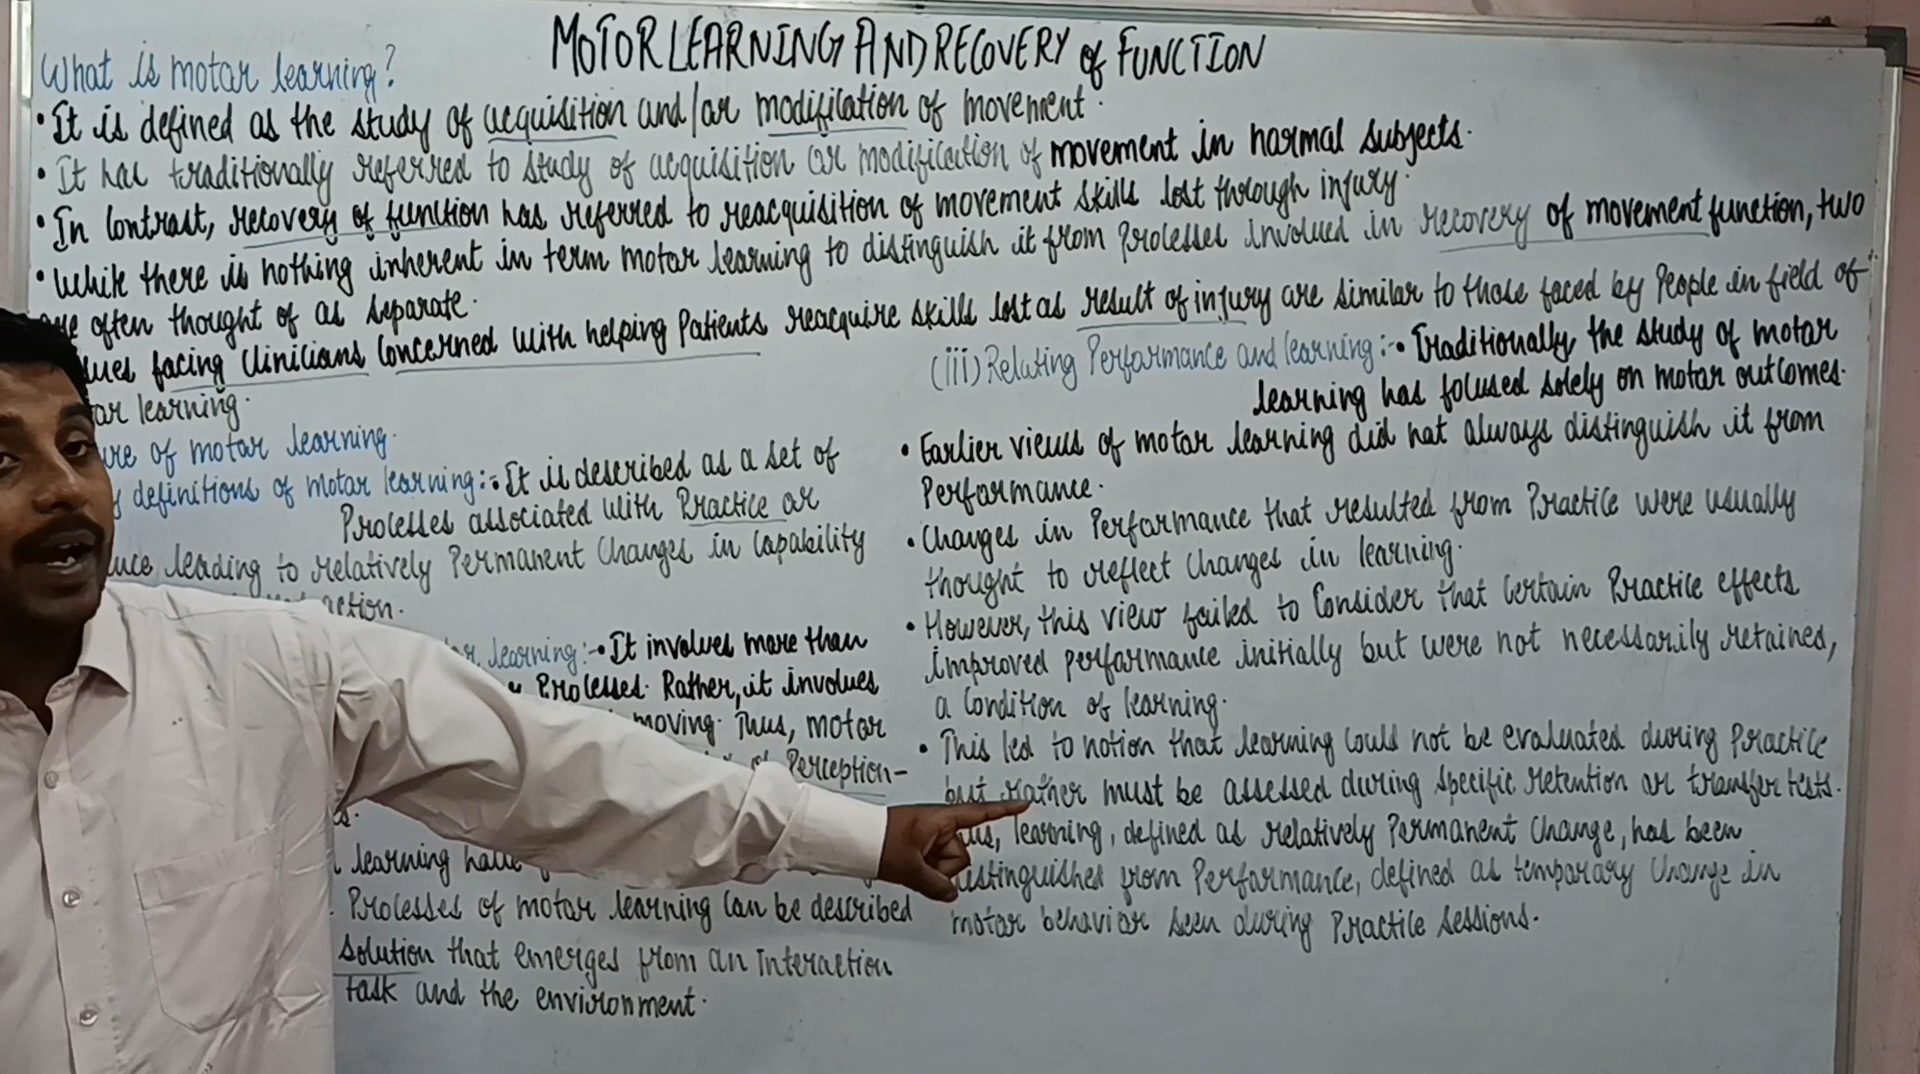 MOTOR LEARNING AND RECOVERY of FUNCTION
What is motor learning?
• It is defined as the study of acquisition and/or modification of movement.
• It has traditionally referred to study of acquisition or modification of movement in normal subjects.
• In contrast, recovery of function has referred to reacquisition of movement skills lost through injury.
• While there is nothing inherent in term motor learning to distinguish it from processes involved in recovery of movement function, two
are often thought of as separate.
facing clinicians concerned with helping patients reacquire skills lost as result of injury are similar to those faced by people in field of
learning.
of motor learning.
definitions of motor learning:- • It is described as a set of
processes associated with Practice or
leading to relatively permanent changes in capability
action.
learning:- • It involves more than
processes. Rather, it involves
moving. Thus, motor
of Perception-
learning have
Processes of motor learning can be described
solution that emerges from an interaction
task and the environment.
(iii) Relating Performance and learning:- • Traditionally, the study of motor
learning has focused solely on motor outcomes.
• Earlier views of motor learning did not always distinguish it from
Performance.
• Changes in Performance that resulted from Practice were usually
thought to reflect changes in learning.
• However, this view failed to consider that certain Practice effects
improved performance initially but were not necessarily retained,
a condition of learning.
• This led to notion that learning could not be evaluated during Practice
but rather must be assessed during specific retention or transfer tests.
learning, defined as relatively permanent change, has been
distinguished from Performance, defined as temporary change in
motor behavior seen during Practice sessions.